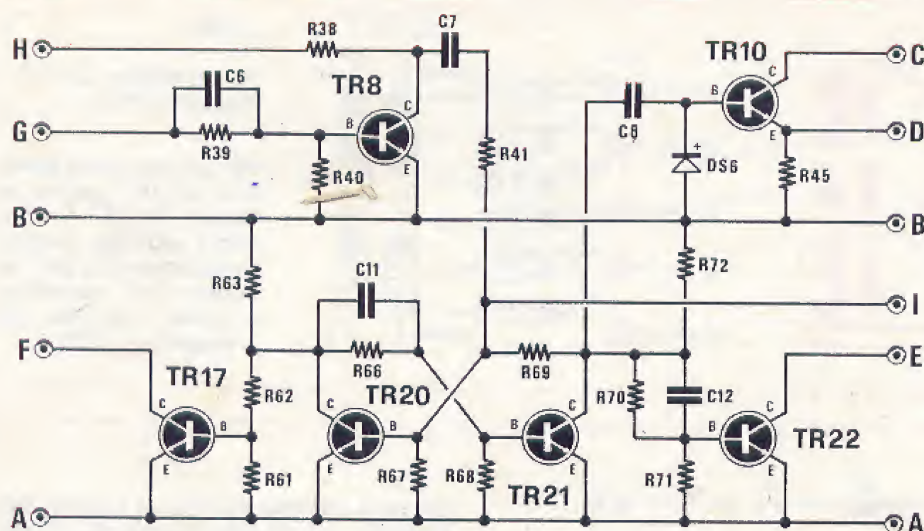 R38
C7
H
C
C6
TR8
TR10
C
B
C
B
E
G
D
R39
C8
E
R41
DS6
+
R40
R45
B
B
R63
C11
R72
I
F
E
R66
R69
TR17
R62
TR20
R70
C12
C
B
C
B
B
C
B
C
TR22
E
R61
E
R67
R68
E
R71
E
TR21
A
A